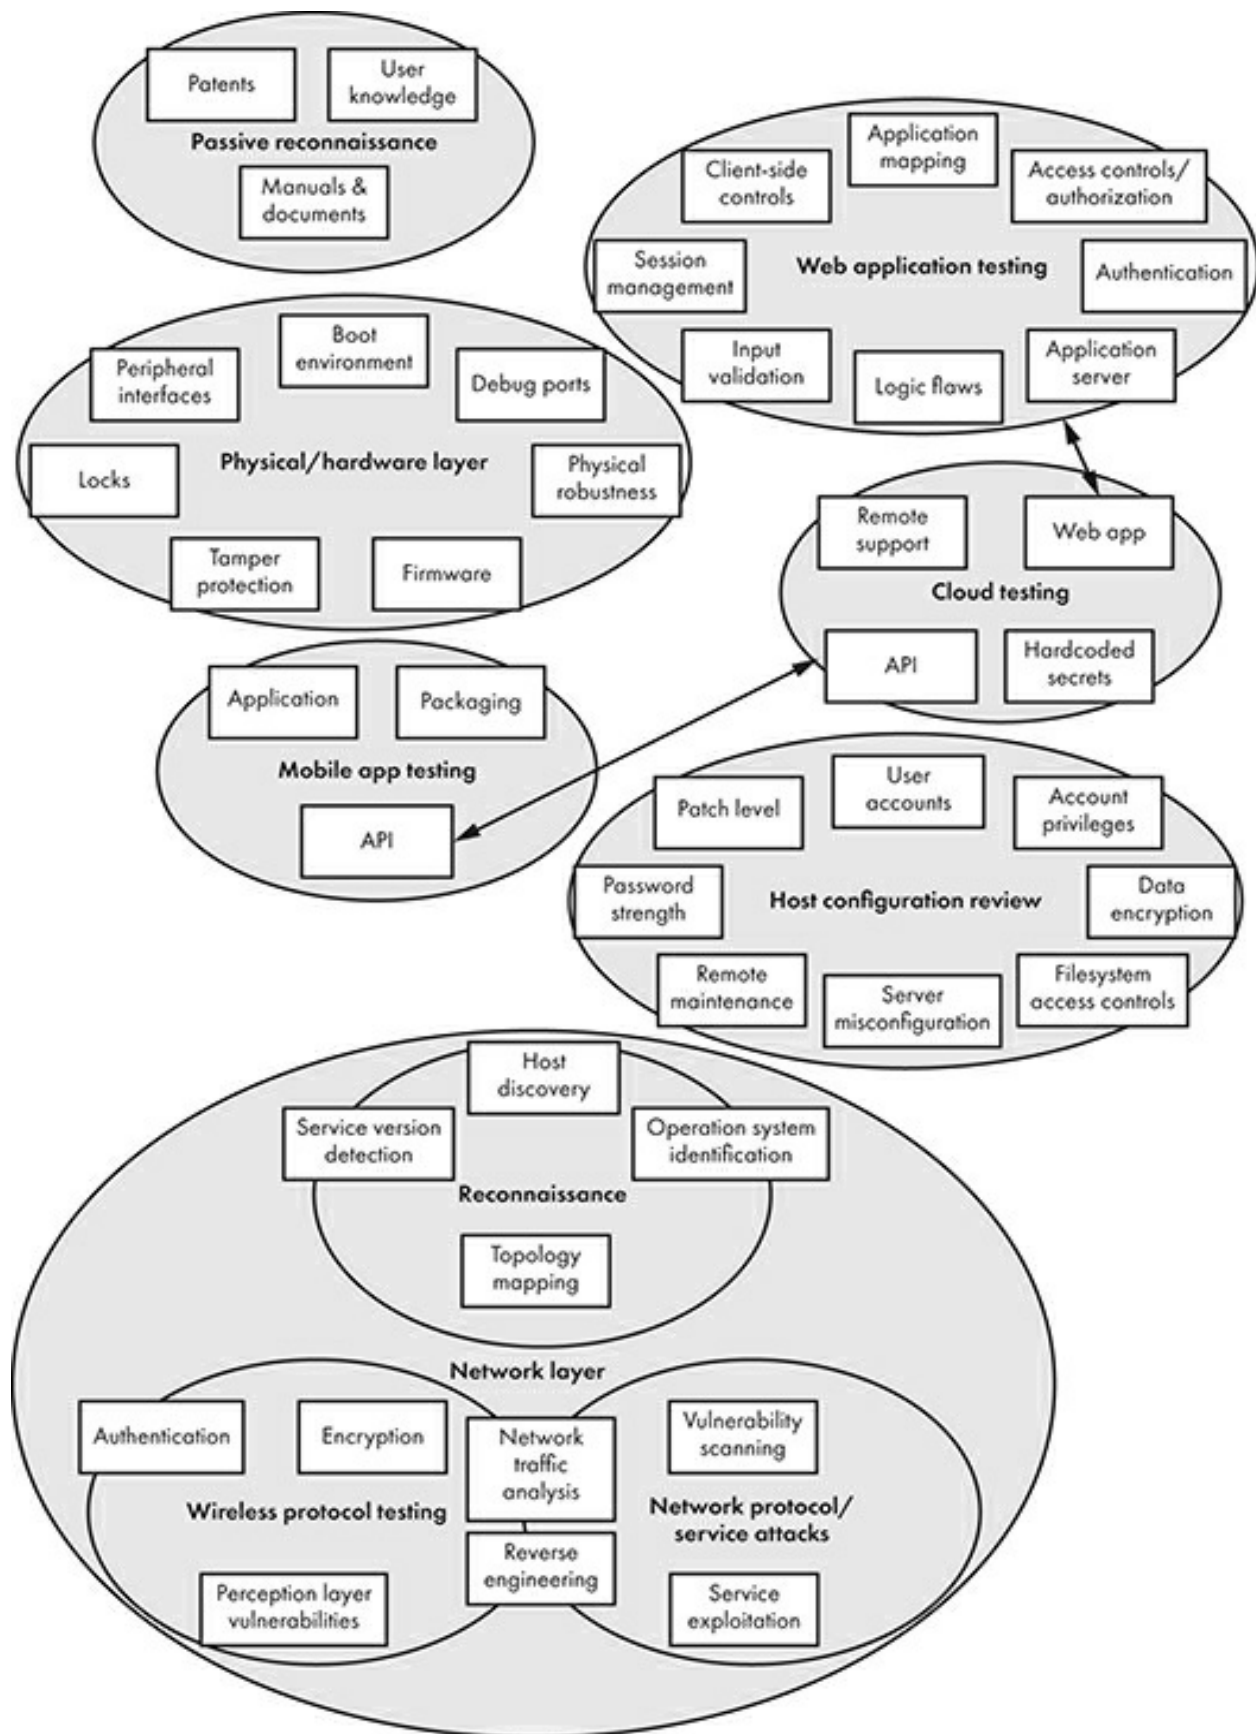 Patents
User
knowledge
Passive reconnaissance
Manuals &
documents
Application
mapping
Client-side
controls
Access controls/
authorization
Session
management
Web application testing
Authentication
Input
validation
Logic flaws
Application
server
Boot
environment
Peripheral
interfaces
Debug ports
Locks
Physical/hardware layer
Physical
robustness
Tamper
protection
Firmware
Remote
support
Web app
Cloud testing
API
Hardcoded
secrets
Application
Packaging
Mobile app testing
API
Patch level
User
accounts
Account
privileges
Password
strength
Host configuration review
Data
encryption
Remote
maintenance
Server
misconfiguration
Filesystem
access controls
Host
discovery
Service version
detection
Operation system
identification
Reconnaissance
Topology
mapping
Network layer
Authentication
Encryption
Network
traffic
analysis
Vulnerability
scanning
Wireless protocol testing
Network protocol/
service attacks
Reverse
engineering
Perception layer
vulnerabilities
Service
exploitation